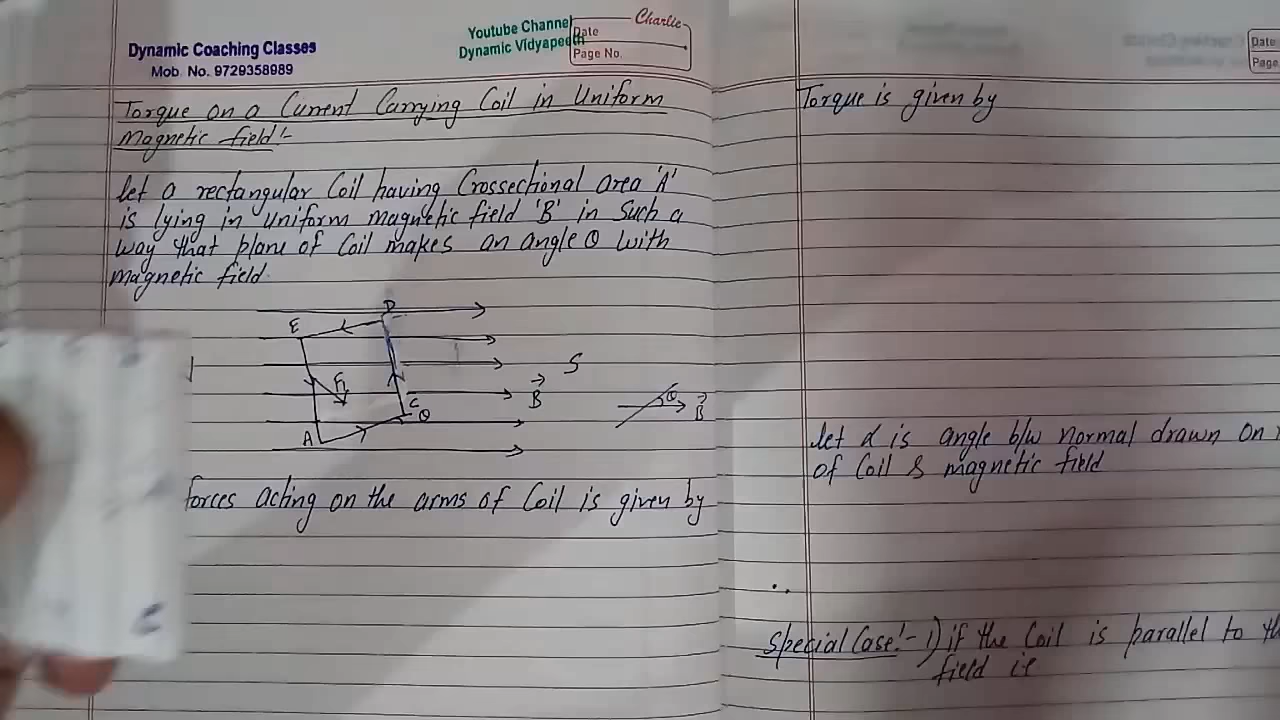 Charlie
Youtube Channel
Dynamic Vidyapeeth
Date
Page No.
Dynamic Coaching Classes
Mob. No. 9729358989
Torque on a Current Carrying Coil in Uniform
Magnetic field:-
let a rectangular Coil having Crossectional area 'A'
is lying in uniform magnetic field 'B' in Such a
way that plane of Coil makes an angle θ with
magnetic field.
D
E
F1
C
θ
A
B
S
θ
B
forces acting on the arms of Coil is given by
Date
Page
Torque is given by
let α is angle b/w normal drawn on
of Coil & magnetic field
∴
Special Case:- 1) if the Coil is parallel to
field ie